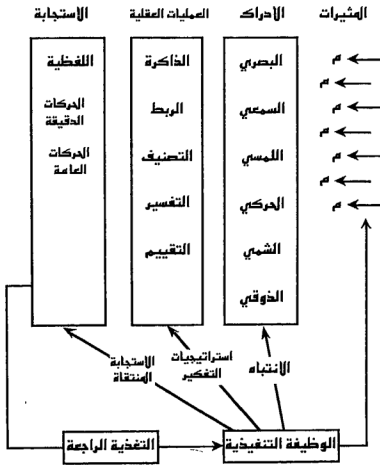 المثيرات
الادراك
العمليات العقلية
الاستجابة
م
م
م
م
م
م
م
البصري
السمعي
اللمسي
الحركي
الشمي
الذوقي
الذاكرة
الربط
التصنيف
التفسير
التقييم
اللفظية
الحركات
الدقيقة
الحركات
العامة
الانتباه
استراتيجيات
التفكير
الاستجابة
المنتقاة
الوظيفة التنفيذية
التغذية الراجعة